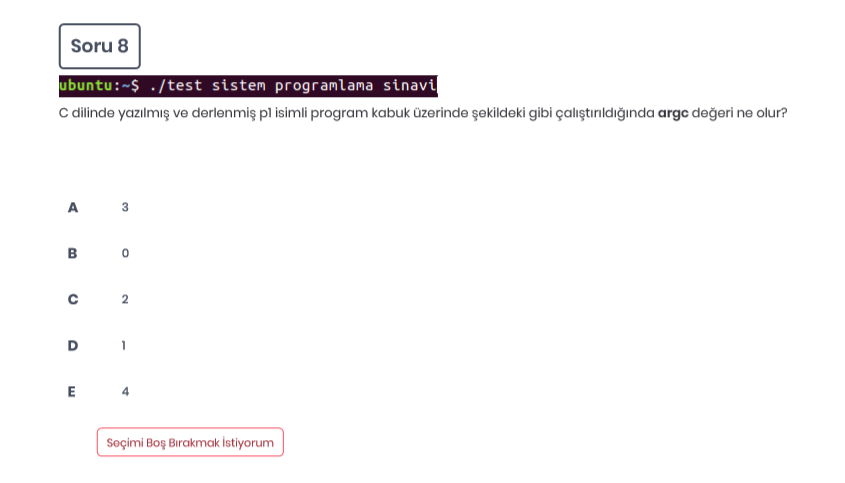 Soru 8
ubuntu:~$ ./test sistem programlama sinavi
C dilinde yazılmış ve derlenmiş p1 isimli program kabuk üzerinde şekildeki gibi çalıştırıldığında argc değeri ne olur?
A 3
B 0
C 2
D 1
E 4
Seçimi Boş Bırakmak İstiyorum